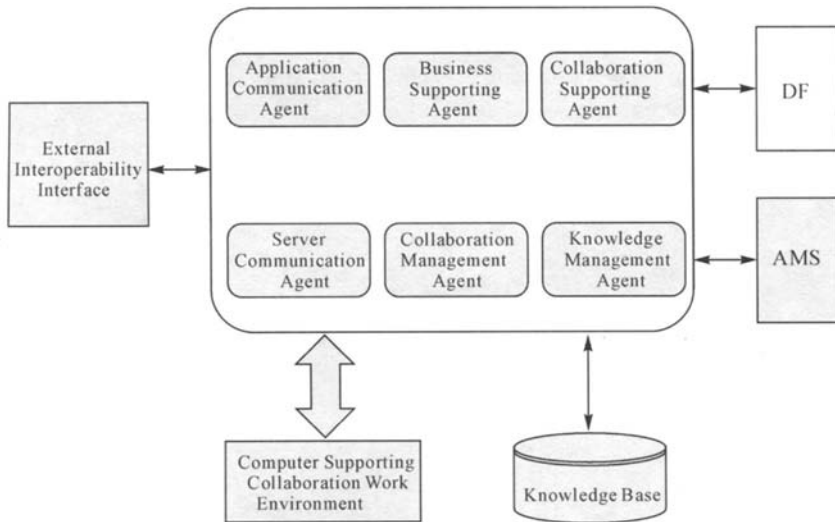 Application
Communication
Agent
Business
Supporting
Agent
Collaboration
Supporting
Agent
DF
External
Interoperability
Interface
Server
Communication
Agent
Collaboration
Management
Agent
Knowledge
Management
Agent
AMS
Computer Supporting
Collaboration Work
Environment
Knowledge Base